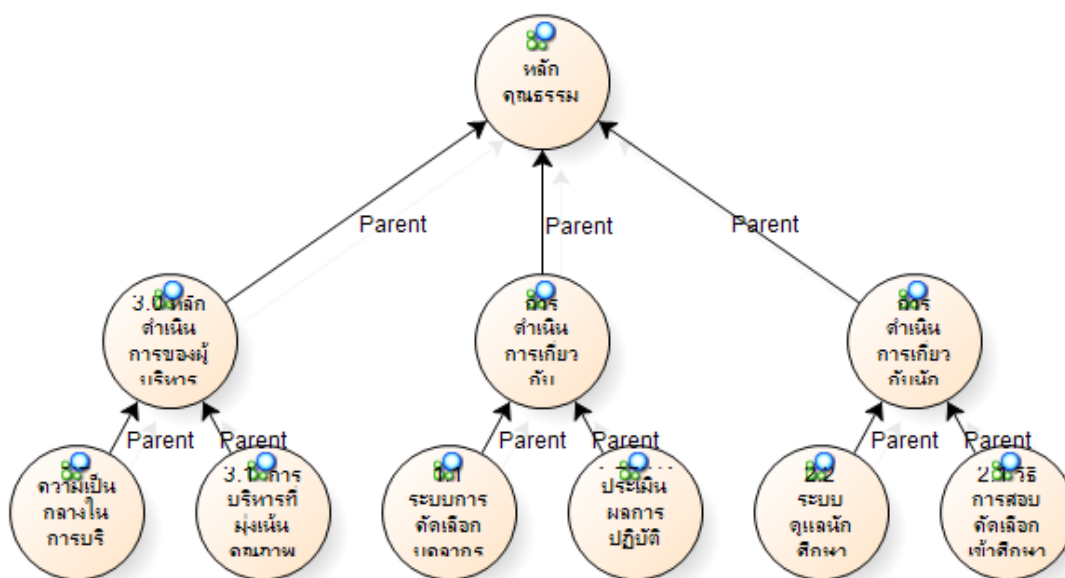 หลัก
คุณธรรม
Parent
Parent
Parent
3.0 หลัก
ดำเนิน
การของผู้
บริหาร
การ
ดำเนิน
การเกี่ยว
กับ
การ
ดำเนิน
การเกี่ยว
กับนัก
Parent
Parent
Parent
Parent
Parent
Parent
ความเป็น
กลางใน
การบริ
3.1 การ
บริหารที่
มุ่งเน้น
คุณภาพ
1.1
ระบบการ
คัดเลือก
บุคลากร
ประเมิน
ผลการ
ปฏิบัติ
2.2
ระบบ
ดูแลนัก
ศึกษา
2.1 วิธี
การสอบ
คัดเลือก
เข้าศึกษา